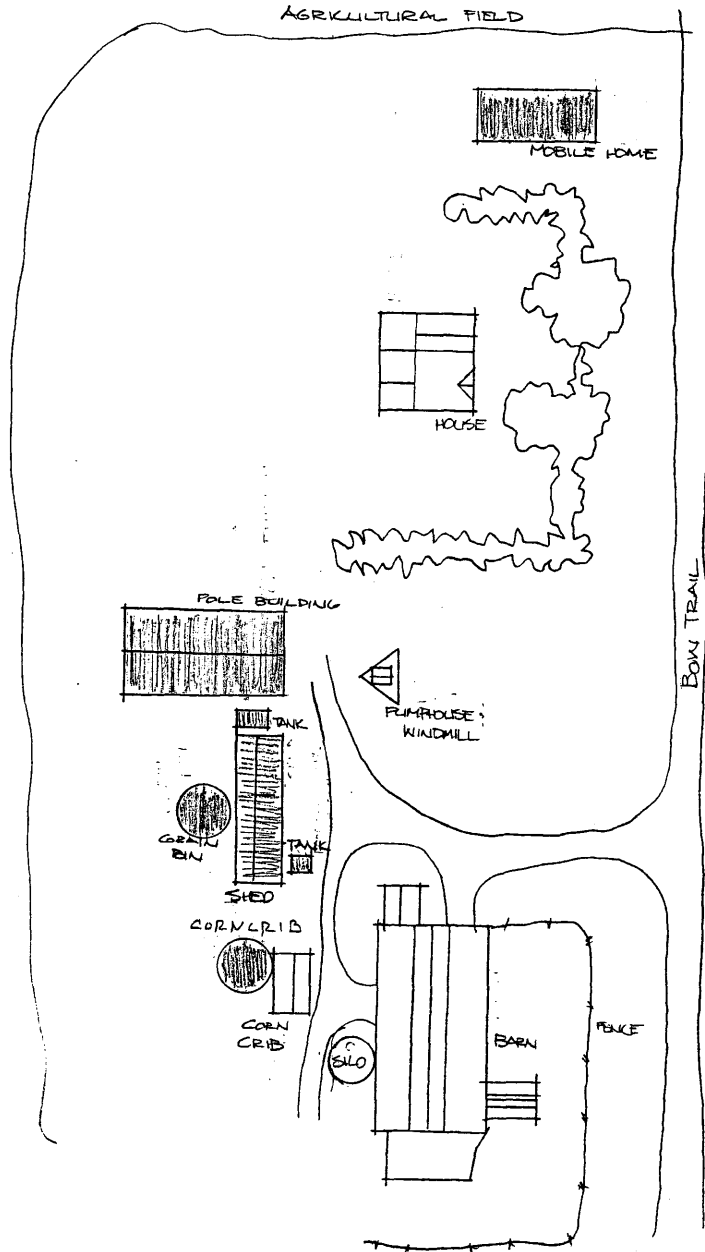 AGRICULTURAL FIELD
MOBILE HOME
HOUSE
BOW TRAIL
POLE BUILDING
PUMPHOUSE
WINDMILL
TANK
GRAIN
BIN
TANK
SHED
CORNCRIB
CORN
CRIB
SILO
BARN
FENCE